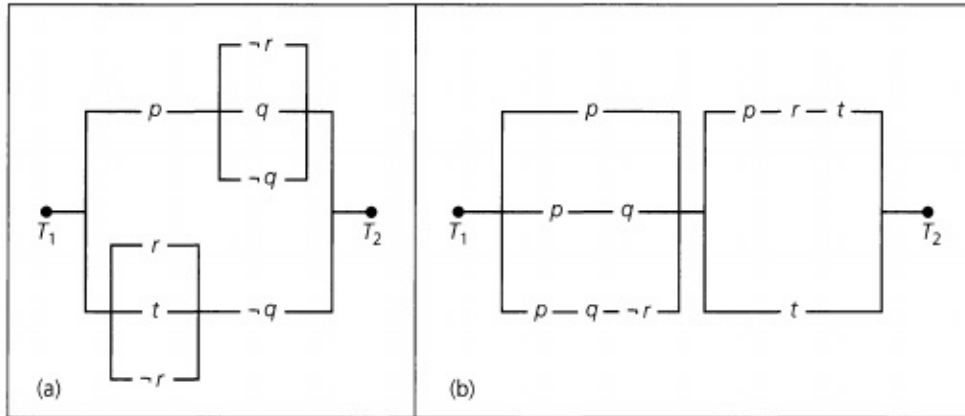 ¬r
p q p p r t
¬q
T₁ T₂ T₁ p q T₂
r
t ¬q p q ¬r t
¬r
(a) (b)